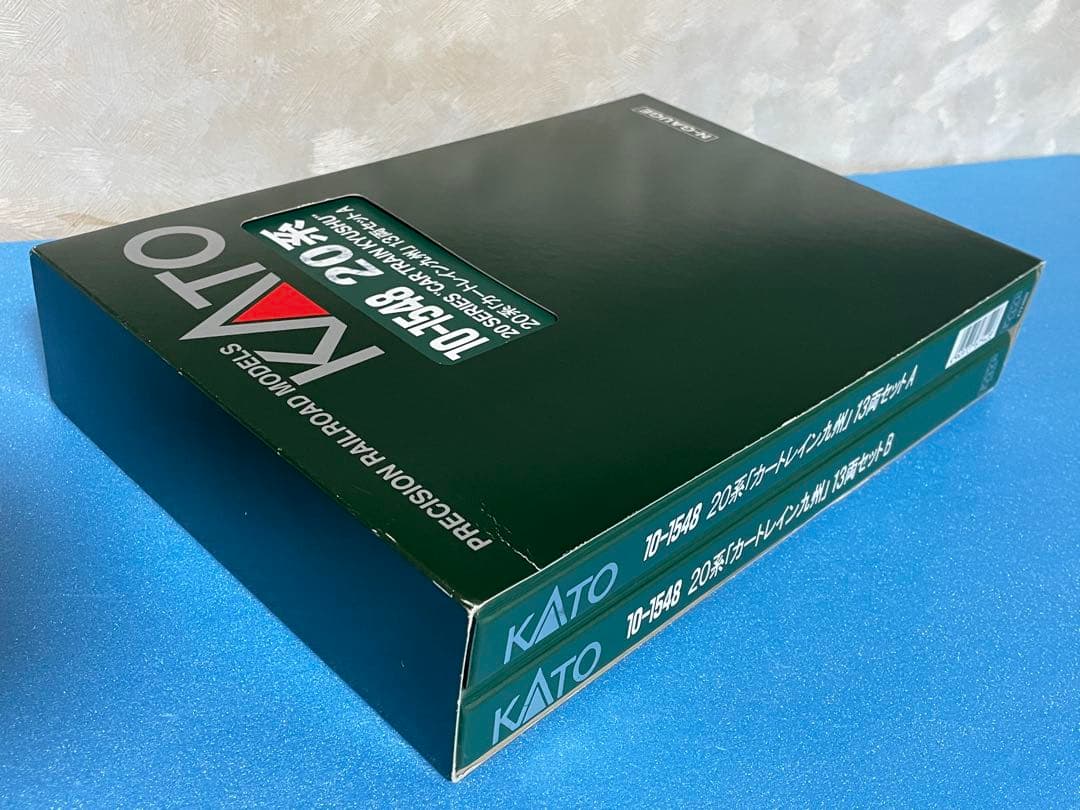 N-GAUGE
KATO
PRECISION RAILROAD MODELS
10-1548 20系
20 SERIES "CAR TRAIN KYUSHU"
20系「カートレイン九州」13両セットA
KATO 10-1548 20系「カートレイン九州」13両セットA
KATO 10-1548 20系「カートレイン九州」13両セットB